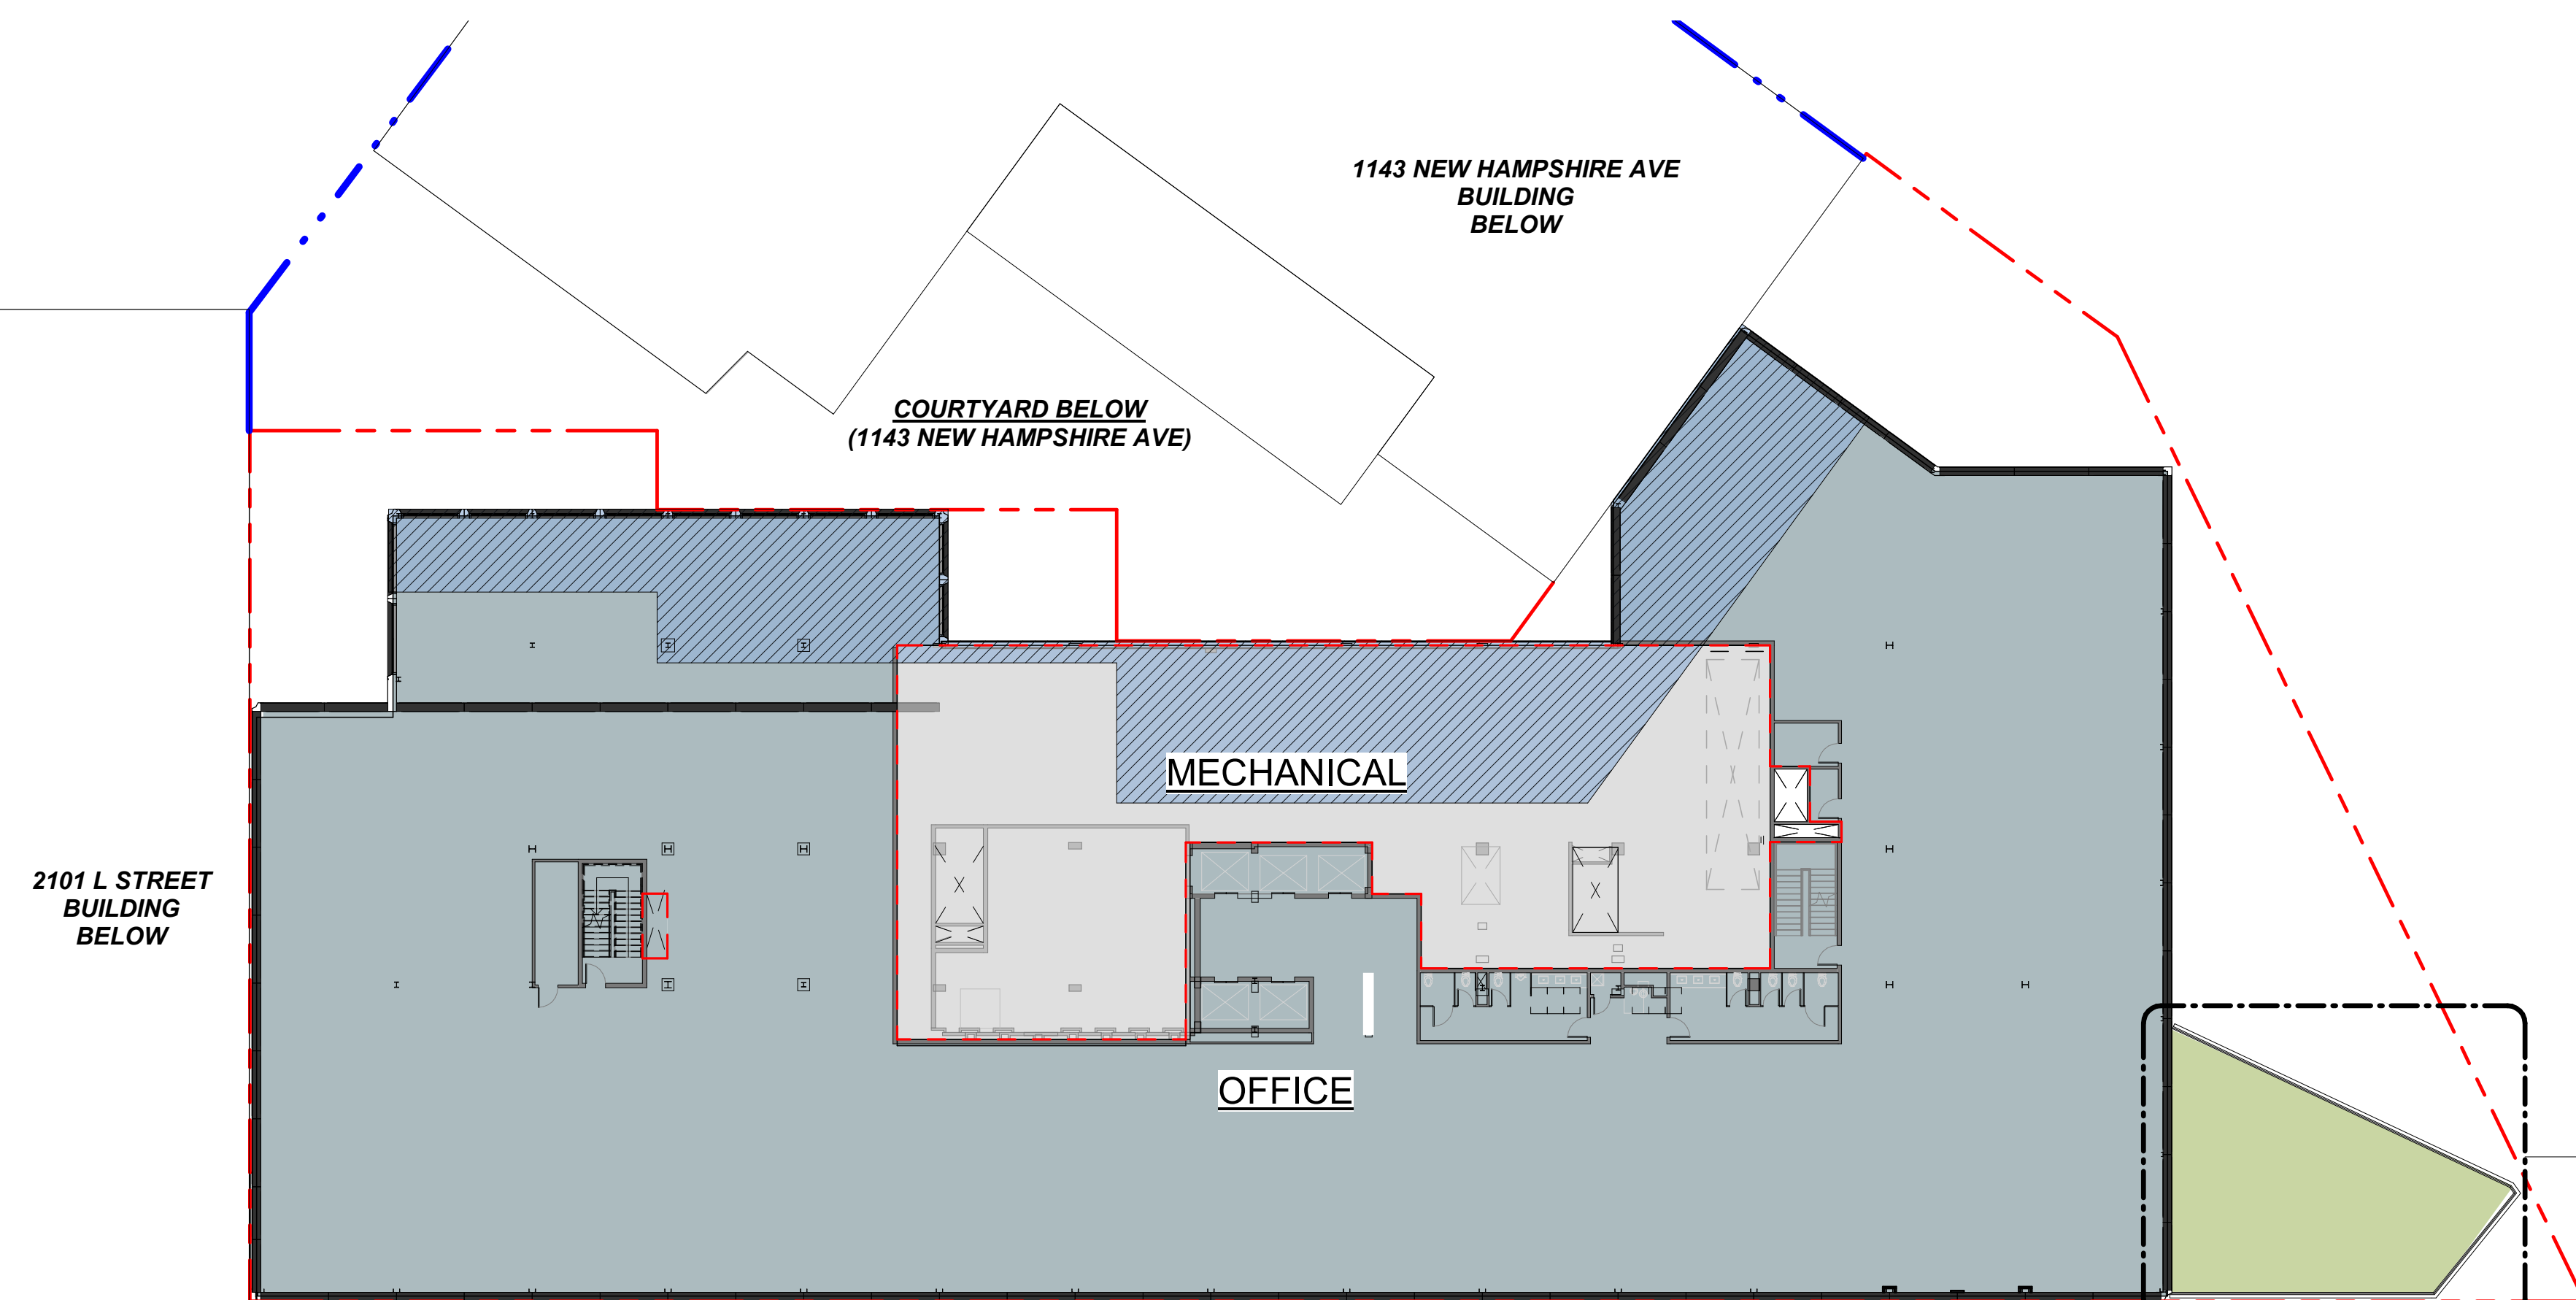 1143 NEW HAMPSHIRE AVE
BUILDING
BELOW
COURTYARD BELOW
(1143 NEW HAMPSHIRE AVE)
MECHANICAL
2101 L STREET
BUILDING
BELOW
OFFICE